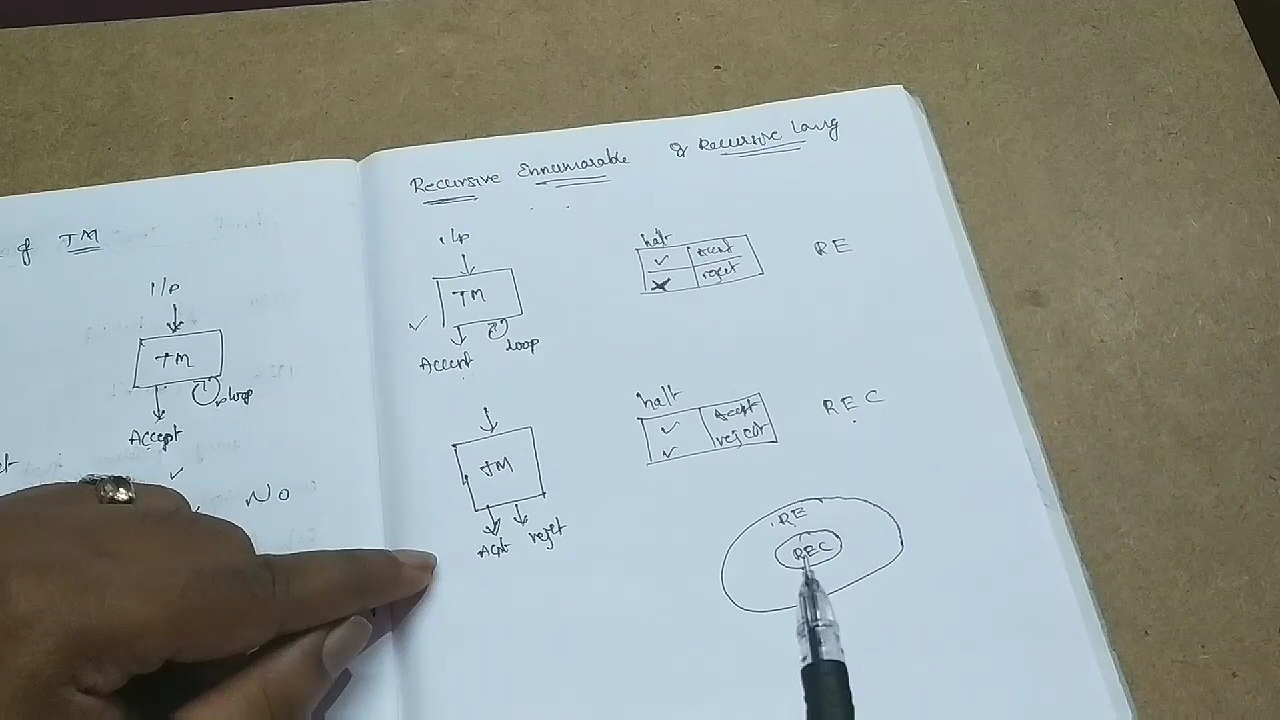 of TM
I/p
TM
loop
Accept
No
Recursive Ennumarable & Recursive Lang
i/p
TM
loop
Accept
halt
Accept
reject
RE
TM
Acpt reject
halt
Accept
reject
REC
RE
REC